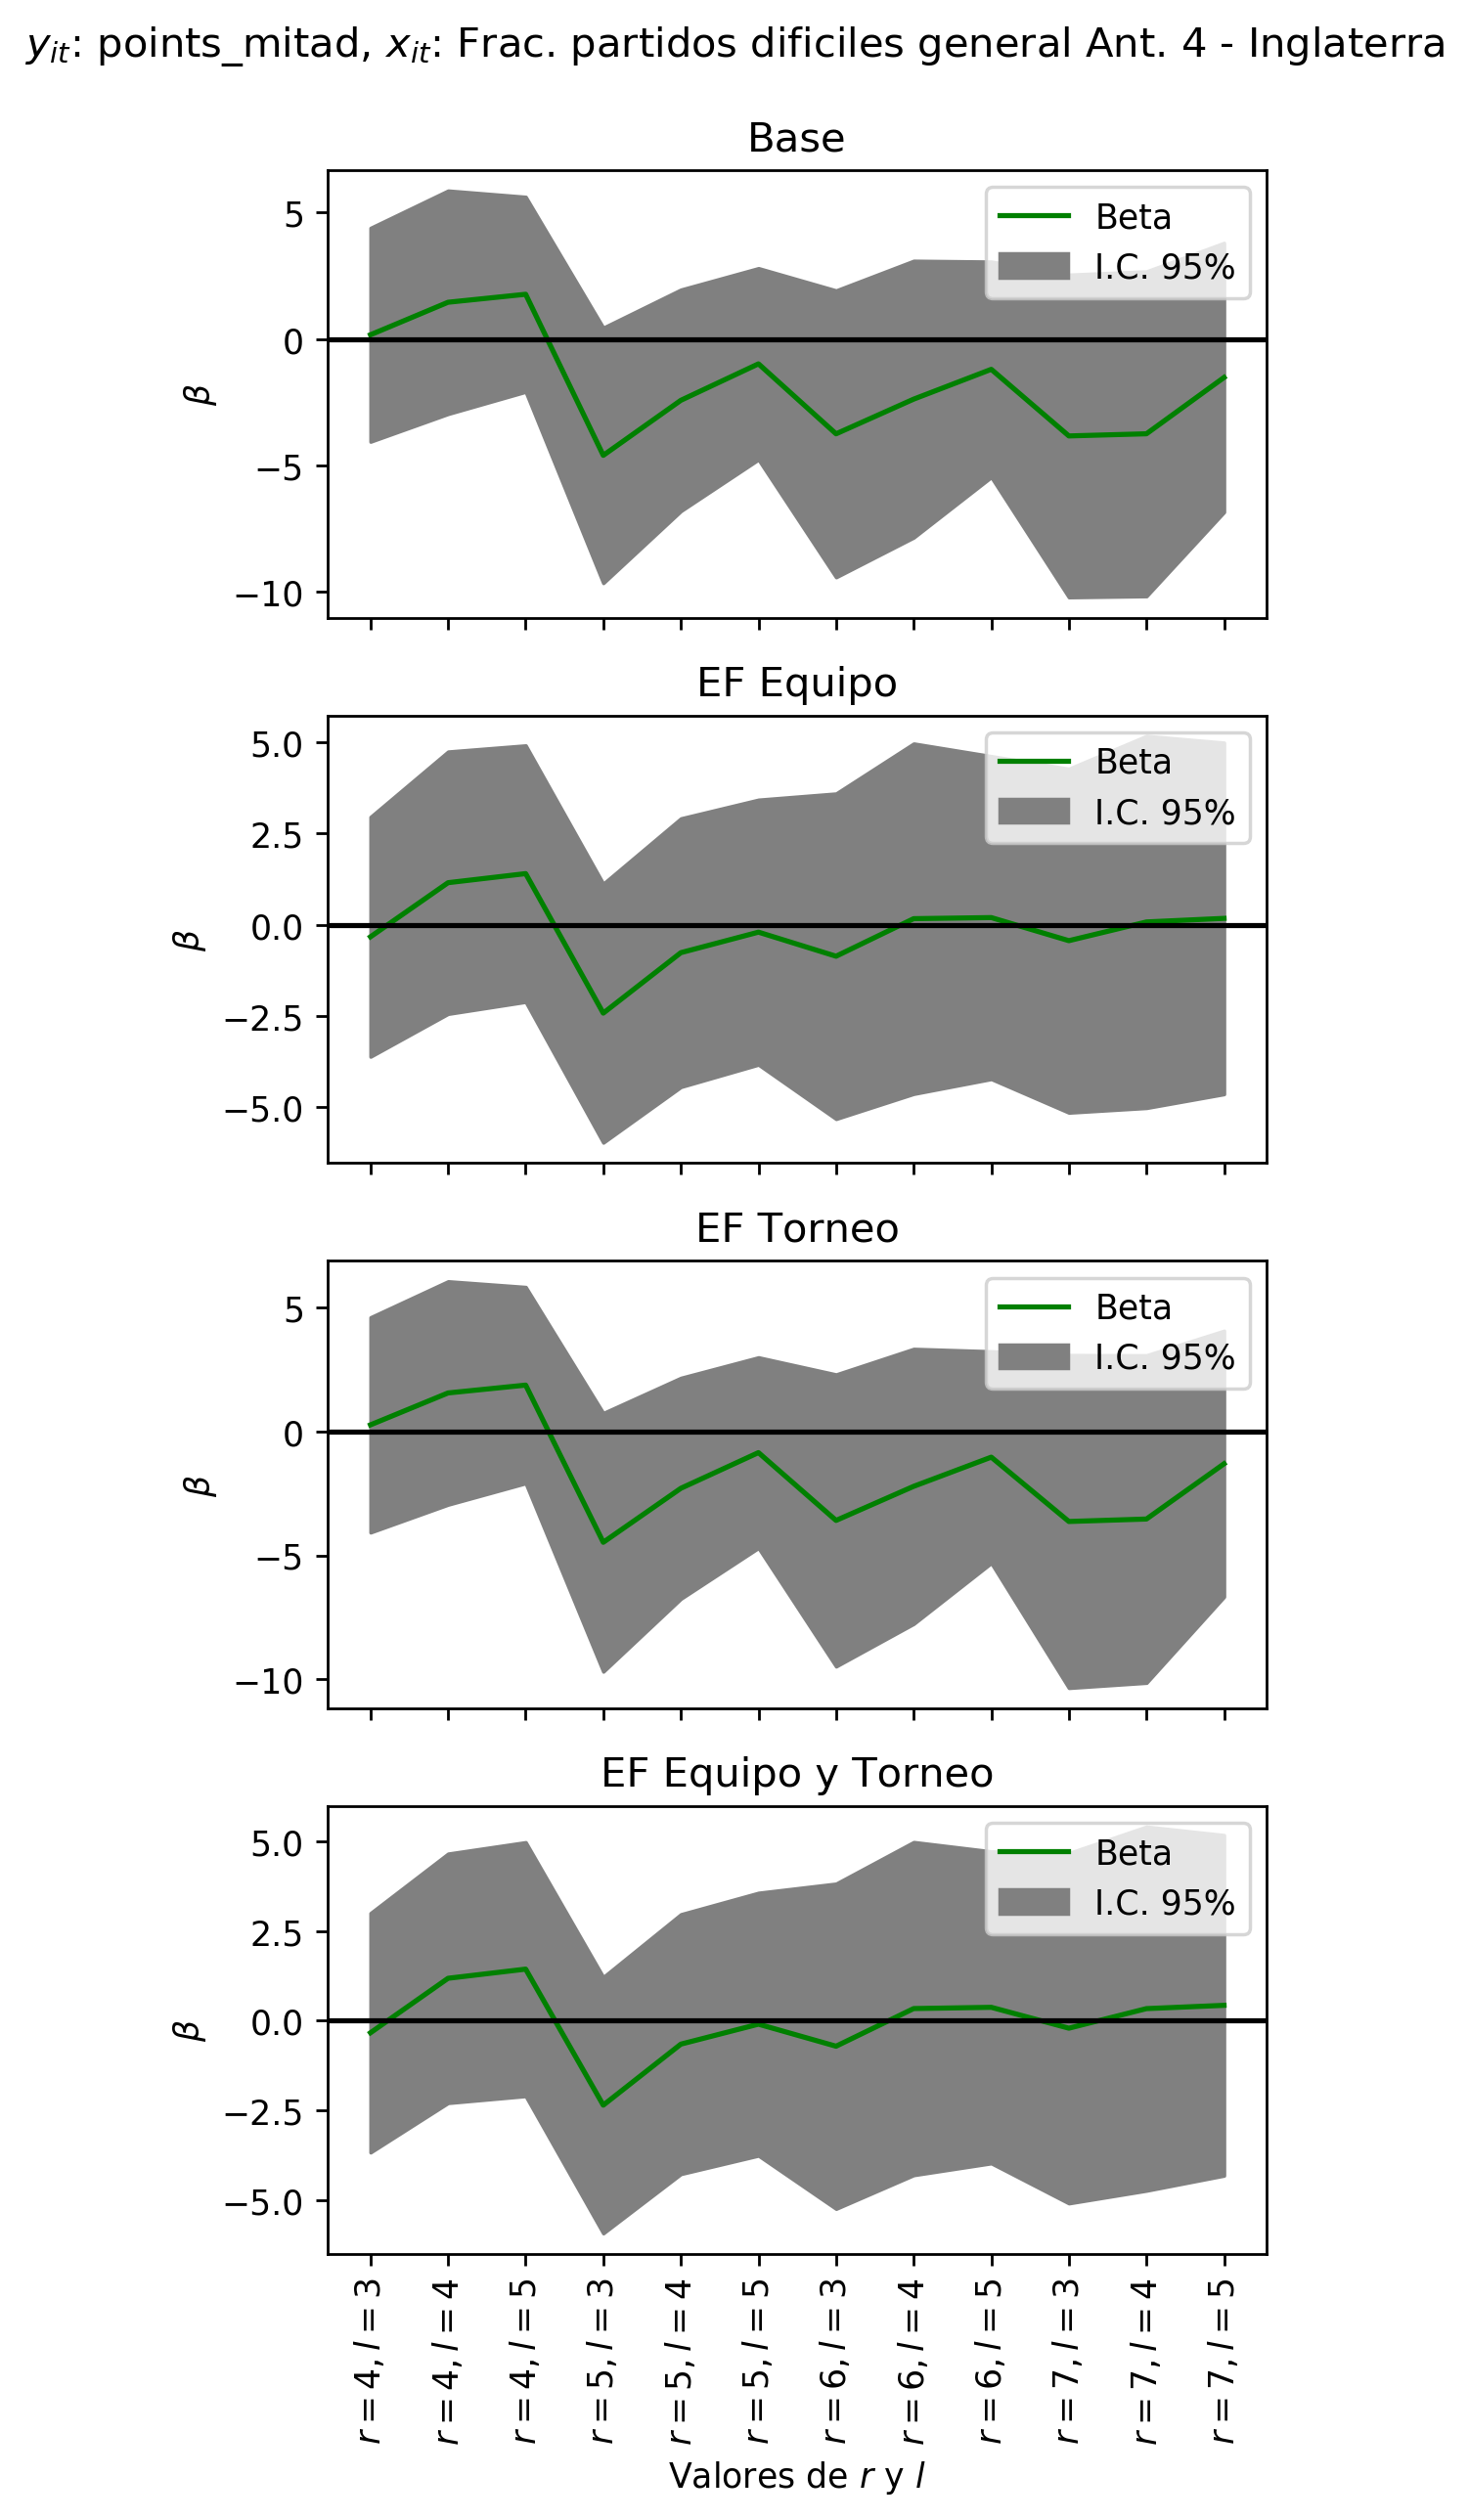 y_it: points_mitad, x_it: Frac. partidos dificiles general Ant. 4 - Inglaterra
Base
Beta
I.C. 95%
5
0
−5
−10
β
EF Equipo
Beta
I.C. 95%
5.0
2.5
0.0
−2.5
−5.0
β
EF Torneo
Beta
I.C. 95%
5
0
−5
−10
β
EF Equipo y Torneo
Beta
I.C. 95%
5.0
2.5
0.0
−2.5
−5.0
β
r = 4, l = 3
r = 4, l = 4
r = 4, l = 5
r = 5, l = 3
r = 5, l = 4
r = 5, l = 5
r = 6, l = 3
r = 6, l = 4
r = 6, l = 5
r = 7, l = 3
r = 7, l = 4
r = 7, l = 5
Valores de r y l